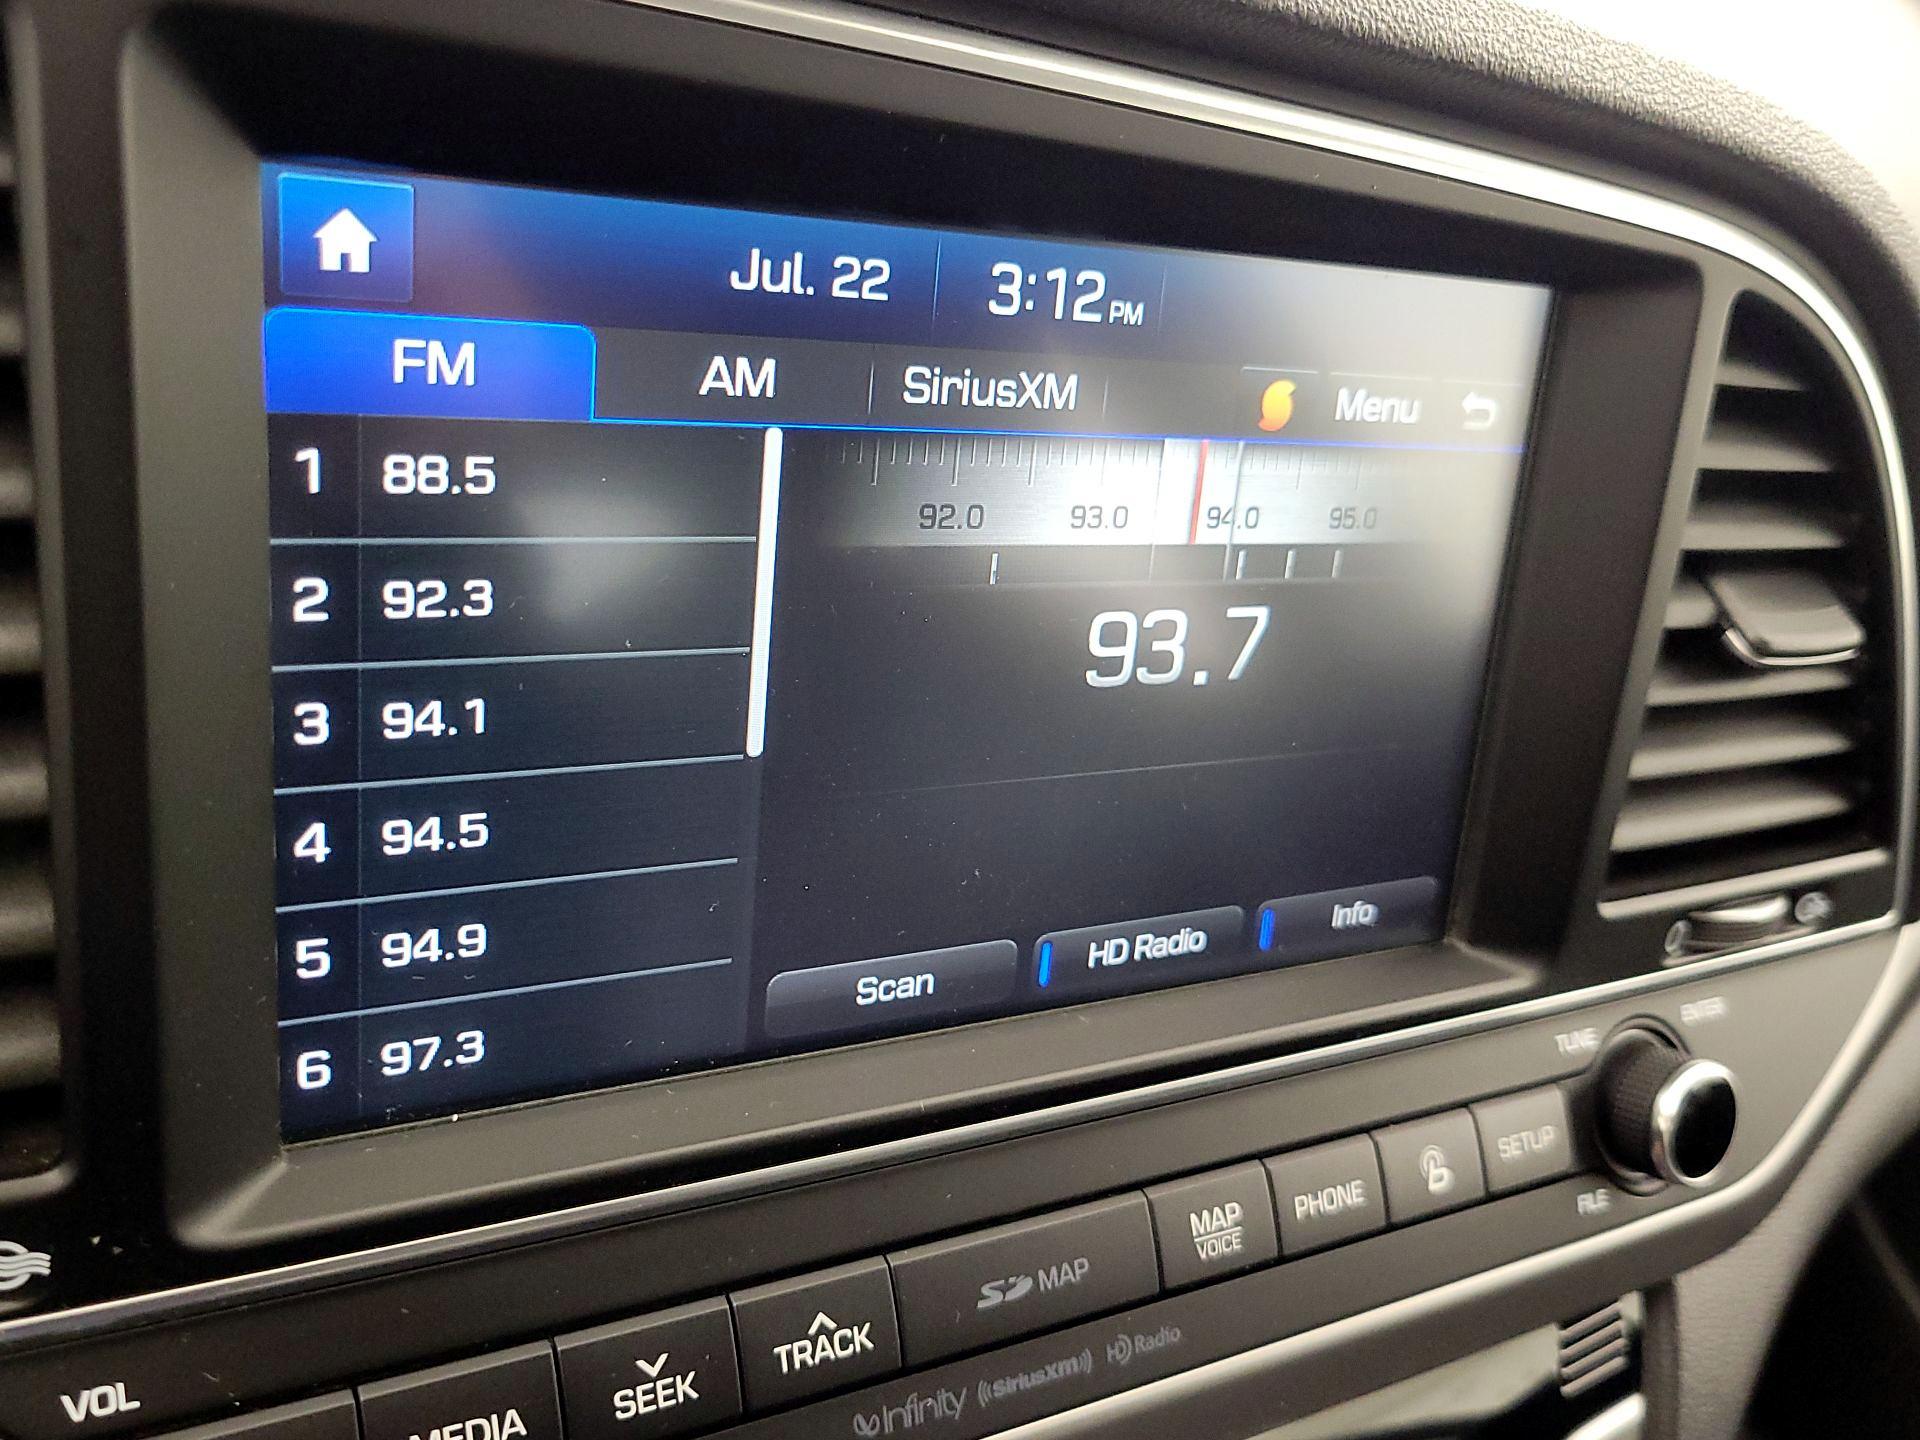 Jul. 22 3:12 PM
FM AM SiriusXM Menu
1 88.5
2 92.3
3 94.1
4 94.5
5 94.9
6 97.3
92.0 93.0 94.0 95.0
93.7
Scan HD Radio Info
TUNE ENTER
FILE
VOL
MEDIA
SEEK
TRACK
SD MAP
MAP
VOICE
PHONE
SETUP
Infinity ((SiriusXM)) HD Radio